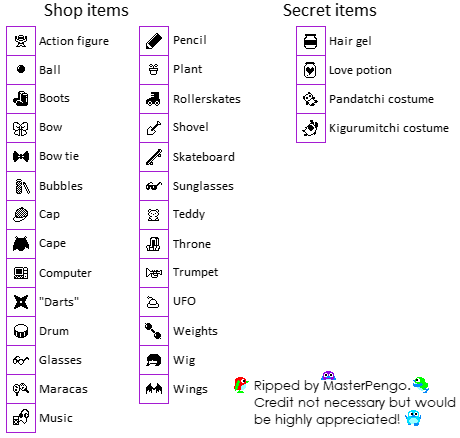 Shop items
Action figure
Ball
Boots
Bow
Bow tie
Bubbles
Cap
Cape
Computer
"Darts"
Drum
Glasses
Maracas
Music
Pencil
Plant
Rollerskates
Shovel
Skateboard
Sunglasses
Teddy
Throne
Trumpet
UFO
Weights
Wig
Wings
Secret items
Hair gel
Love potion
Pandatchi costume
Kigurumitchi costume
Ripped by MasterPengo.
Credit not necessary but would
be highly appreciated!